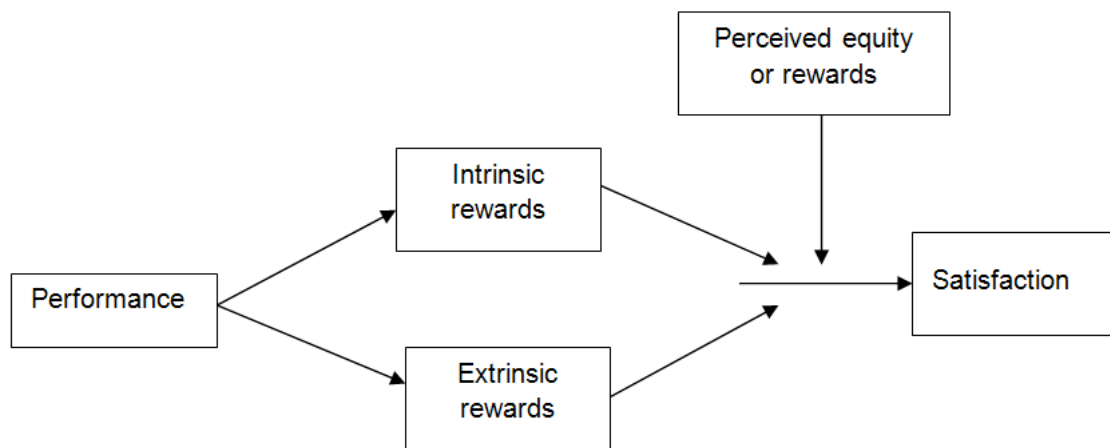 Perceived equity
or rewards
Intrinsic
rewards
Performance
Satisfaction
Extrinsic
rewards